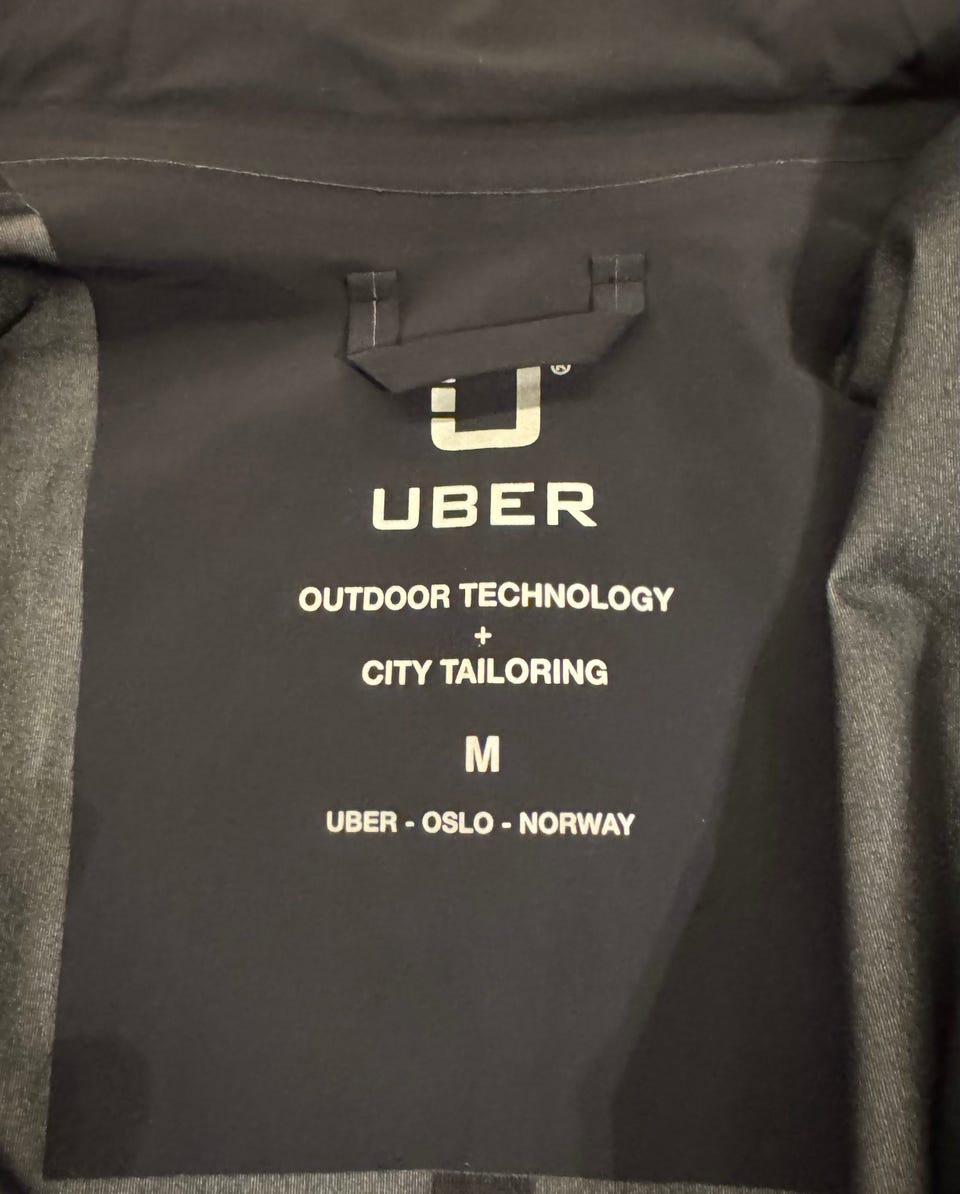 U®
UBER
OUTDOOR TECHNOLOGY
+
CITY TAILORING
M
UBER - OSLO - NORWAY